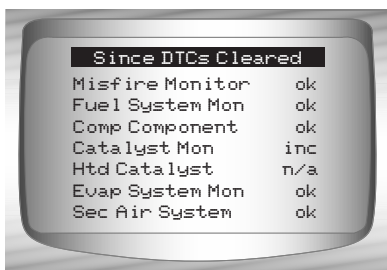 Since DTCs Cleared
Misfire Monitor ok
Fuel System Mon ok
Comp Component ok
Catalyst Mon inc
Htd Catalyst n/a
Evap System Mon ok
Sec Air System ok